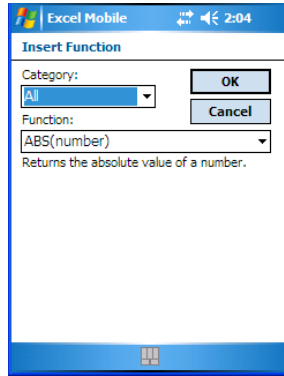 Excel Mobile 2:04
Insert Function
Category:
All
OK
Function:
Cancel
ABS(number)
Returns the absolute value of a number.